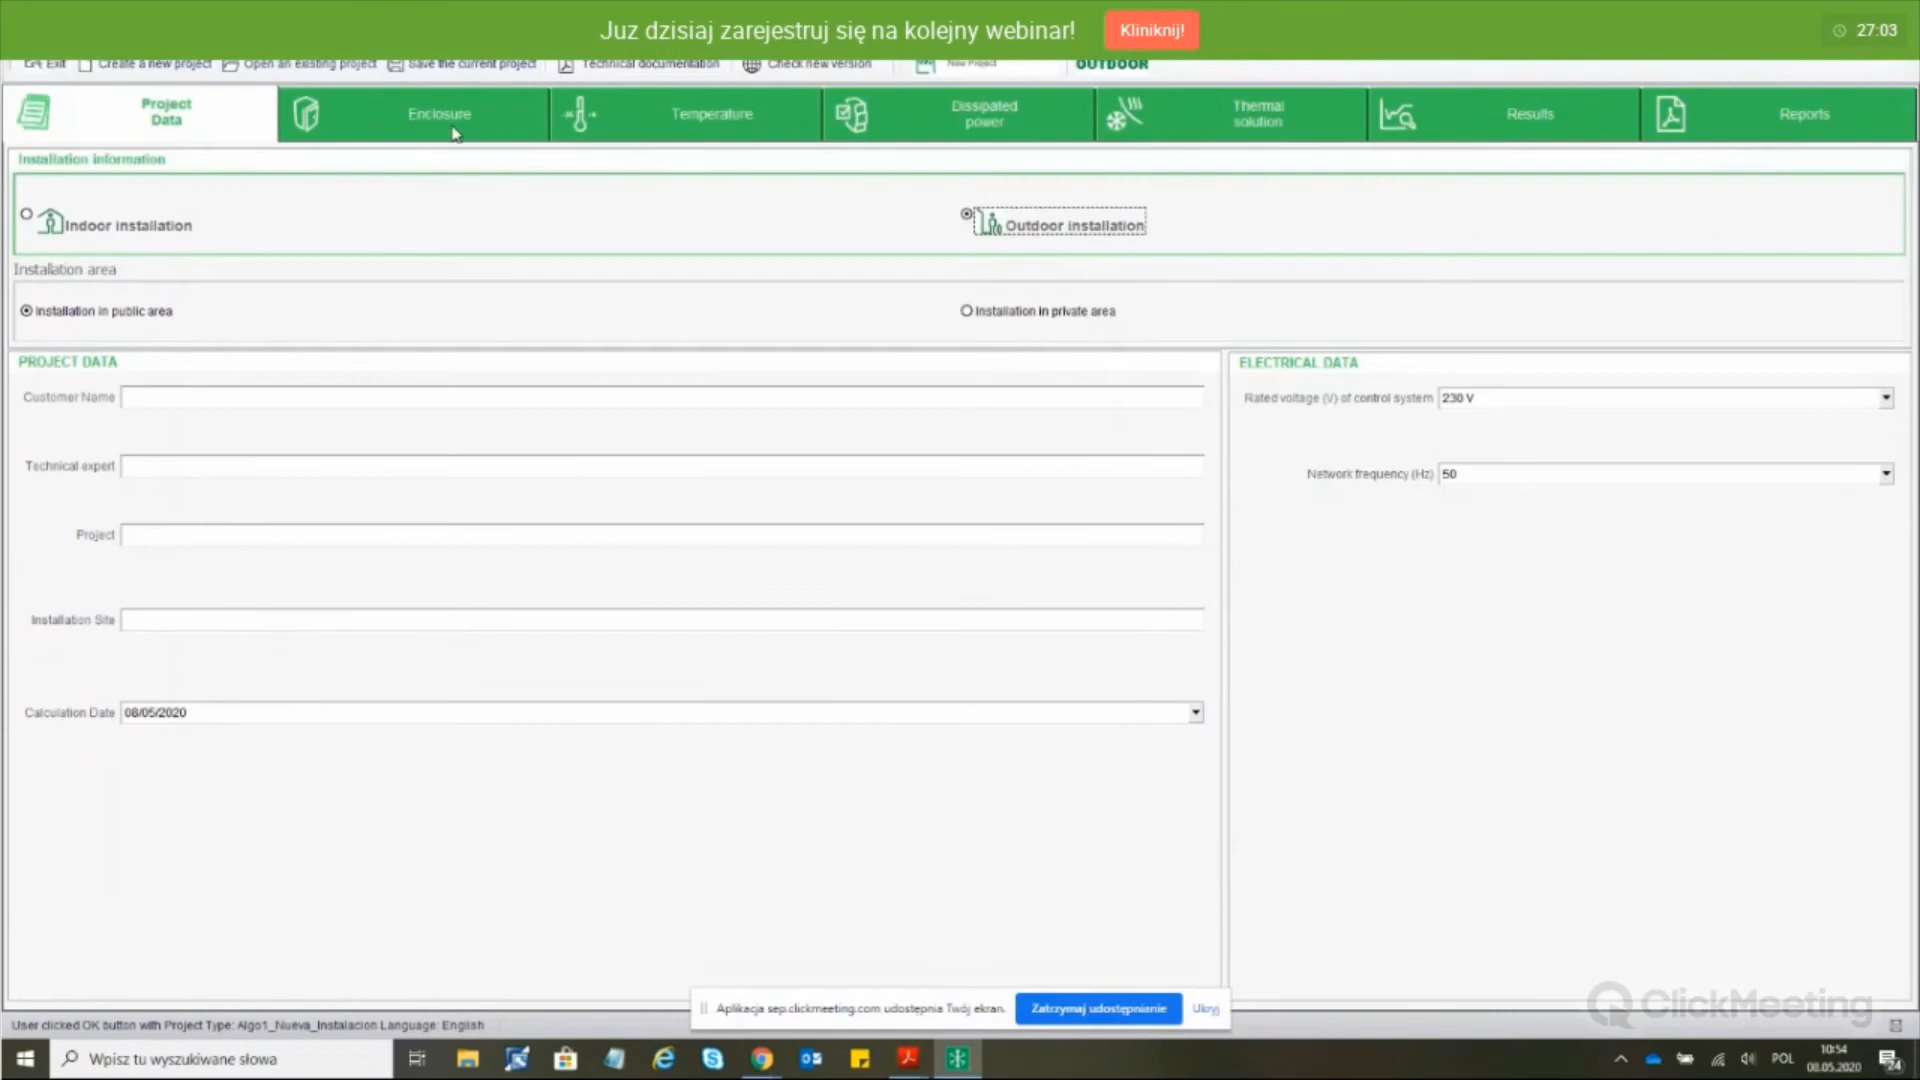 Juz dzisiaj zarejestruj się na kolejny webinar! Kliniknij! 27:03
Exit Create a new project Open an existing project Save the current project Technical documentation Check new version New Project OUTDOOR
Project Data
Enclosure
Temperature
Dissipated power
Thermal solution
Results
Reports
Installation information
Indoor installation
Outdoor installation
Installation area
Installation in public area
Installation in private area
PROJECT DATA
Customer Name
Technical expert
Project
Installation Site
Calculation Date 08/05/2020
ELECTRICAL DATA
Rated voltage (V) of control system 230 V
Network frequency (Hz) 50
Aplikacja sep.clickmeeting.com udostępnia Twój ekran. Zatrzymaj udostępnianie Ukryj
ClickMeeting
User clicked OK button with Project Type: Algo1_Nueva_Instalacion Language: English
Wpisz tu wyszukiwane słowa
POL
10:54
08.05.2020
24